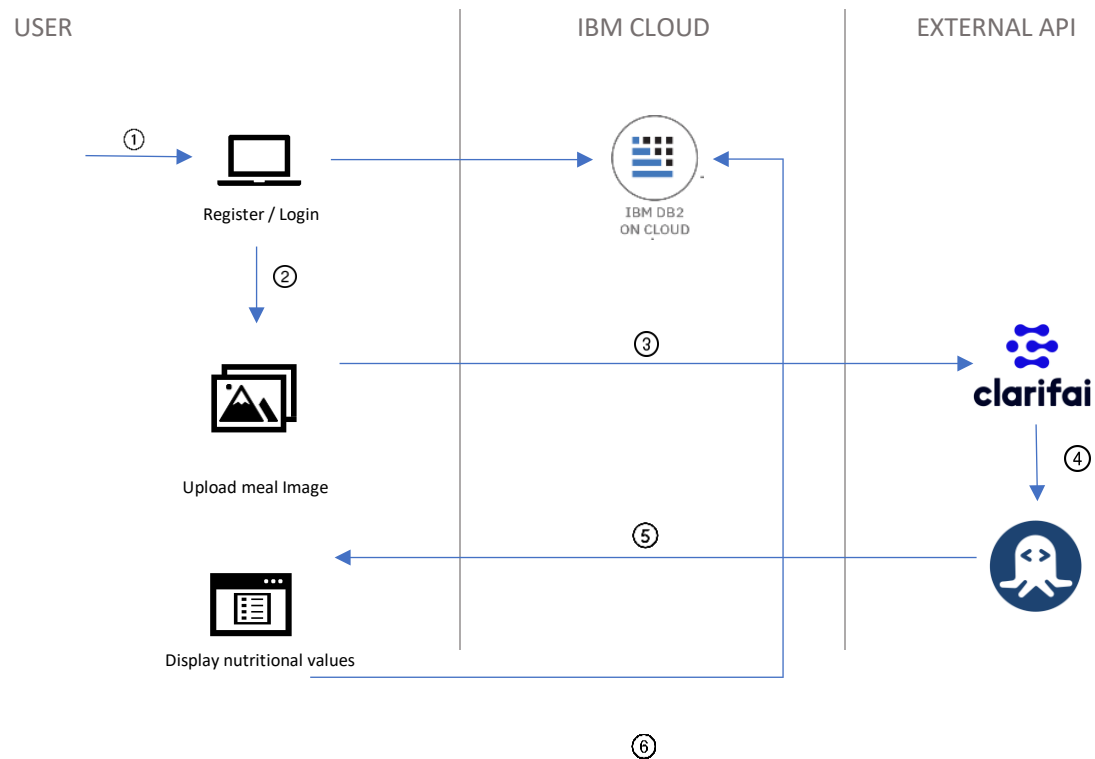 USER
IBM CLOUD
EXTERNAL API
①
Register / Login
IBM DB2
ON CLOUD
②
③
clarifai
④
Upload meal Image
⑤
< >
Display nutritional values
⑥